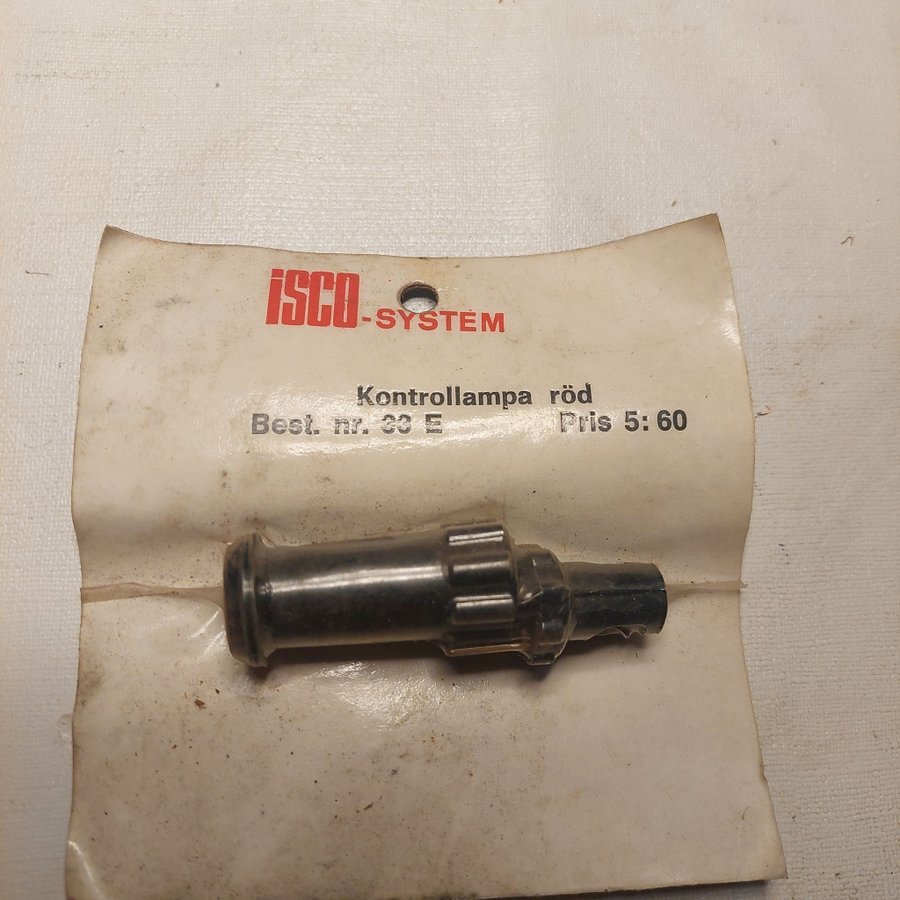 isco-SYSTEM
Kontrollampa röd
Best. nr. 33 E Pris 5: 60